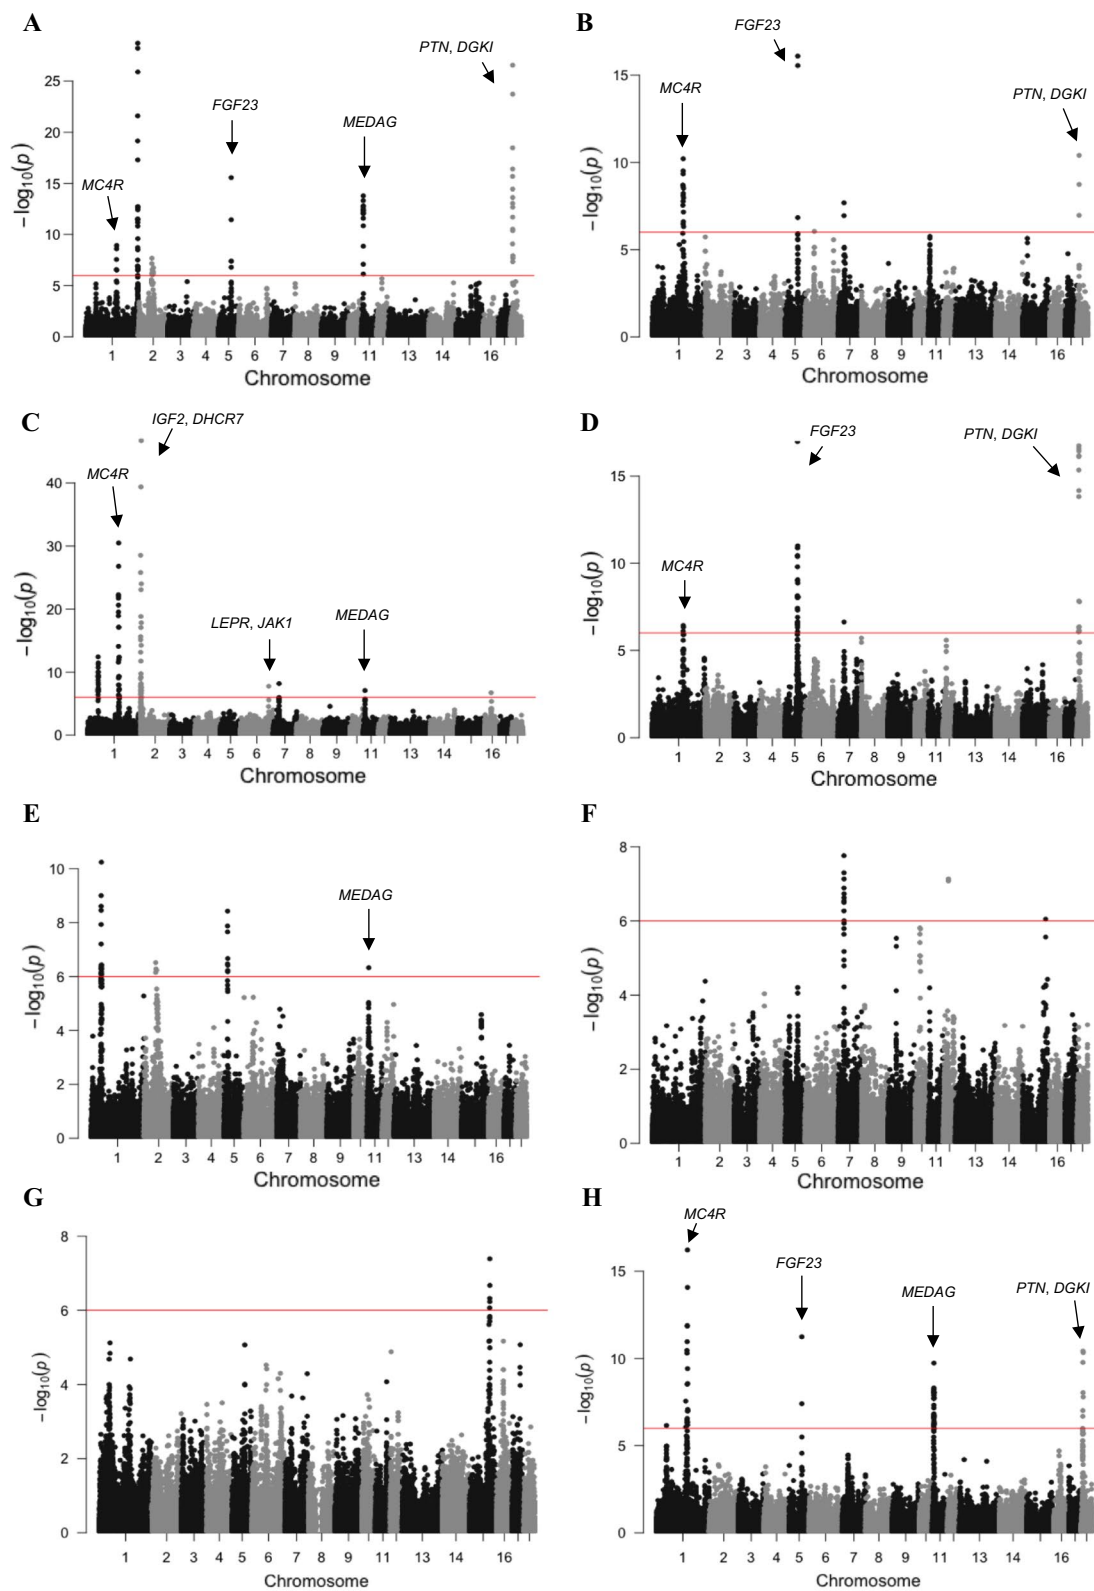 A
PTN, DGKI
FGF23
MEDAG
MC4R
25
20
15
10
5
0
−log10(p)
1 2 3 4 5 6 7 8 9 11 13 14 16
Chromosome
B
FGF23
MC4R
PTN, DGKI
15
10
5
0
−log10(p)
1 2 3 4 5 6 7 8 9 11 13 14 16
Chromosome
C
IGF2, DHCR7
MC4R
LEPR, JAK1
MEDAG
40
30
20
10
0
−log10(p)
1 2 3 4 5 6 7 9 11 14 16
Chromosome
D
FGF23
PTN, DGKI
MC4R
15
10
5
0
−log10(p)
1 2 3 4 5 6 7 8 9 11 13 14 16
Chromosome
E
MEDAG
10
8
6
4
2
0
−log10(p)
1 2 3 4 5 6 7 8 9 11 13 14 16
Chromosome
F
8
6
4
2
0
−log10(p)
1 2 3 4 5 6 7 8 9 11 13 14 16
Chromosome
G
8
6
4
2
0
−log10(p)
1 2 3 4 5 6 7 8 9 11 13 14 16
Chromosome
H
MC4R
FGF23
MEDAG
PTN, DGKI
15
10
5
0
−log10(p)
1 2 3 4 5 6 7 8 9 11 13 14 16
Chromosome